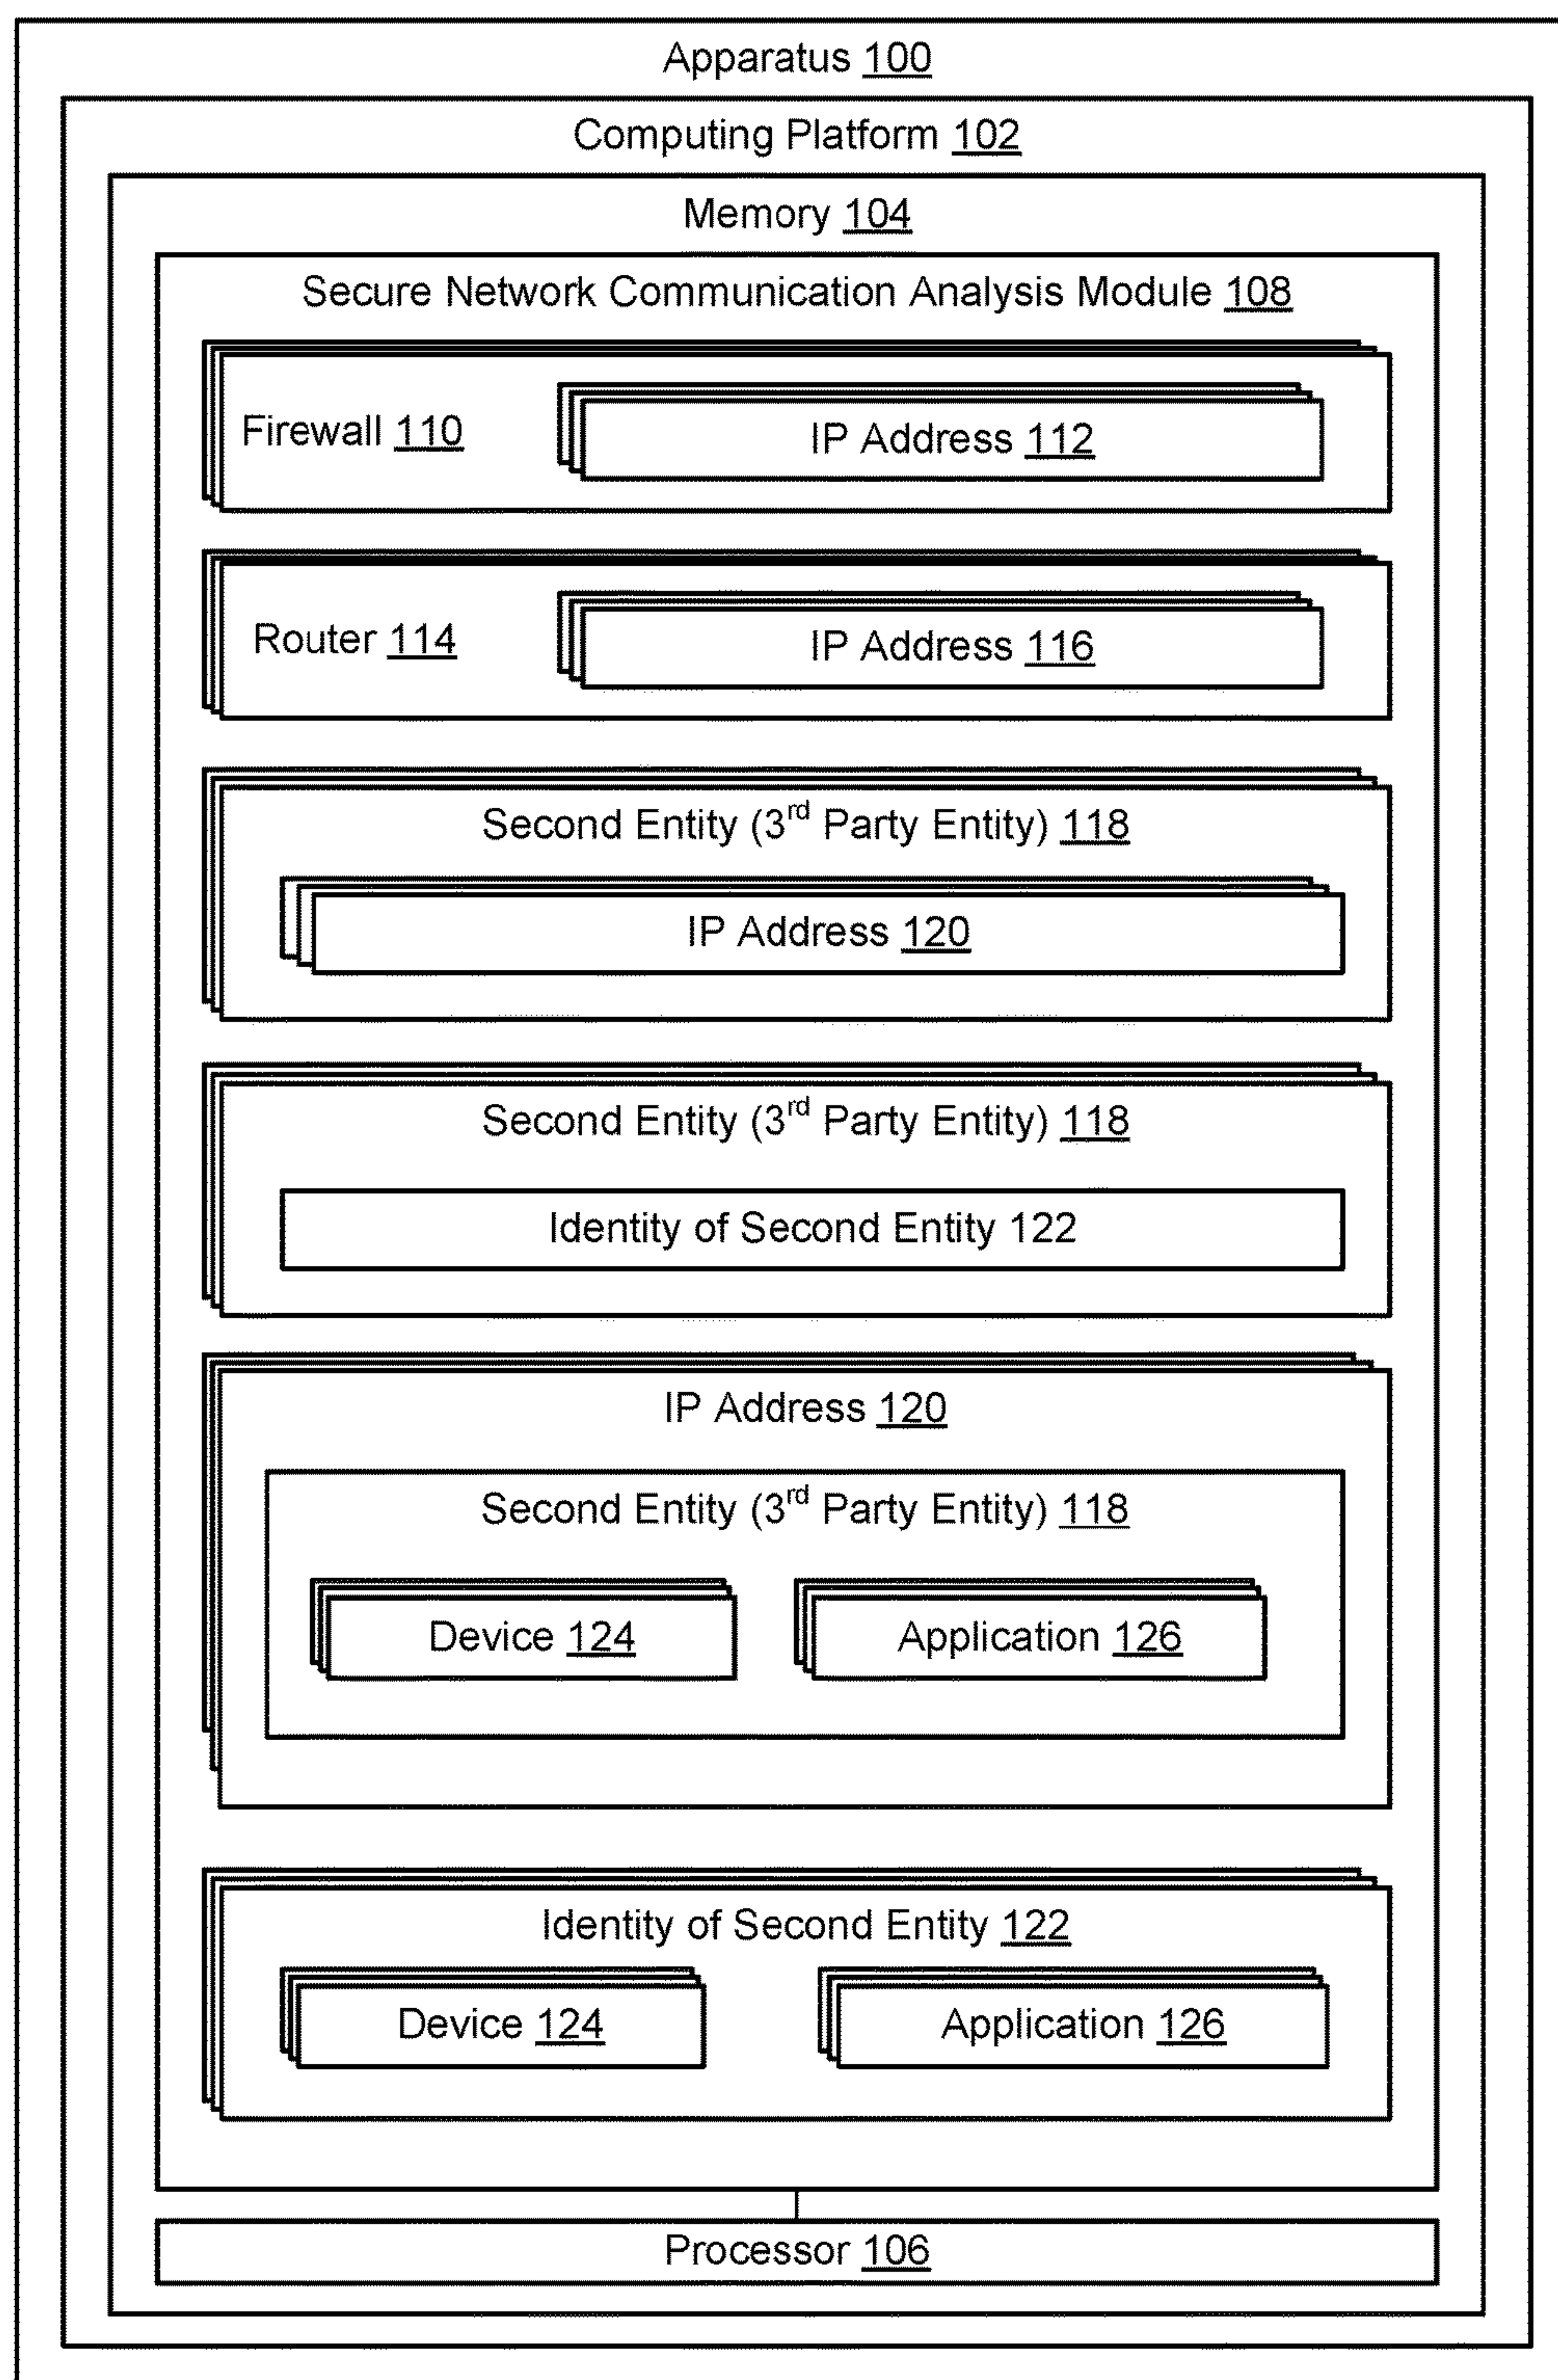 Apparatus 100
Computing Platform 102
Memory 104
Secure Network Communication Analysis Module 108
Firewall 110
IP Address 112
Router 114
IP Address 116
Second Entity (3rd Party Entity) 118
IP Address 120
Second Entity (3rd Party Entity) 118
Identity of Second Entity 122
IP Address 120
Second Entity (3rd Party Entity) 118
Device 124
Application 126
Identity of Second Entity 122
Device 124
Application 126
Processor 106